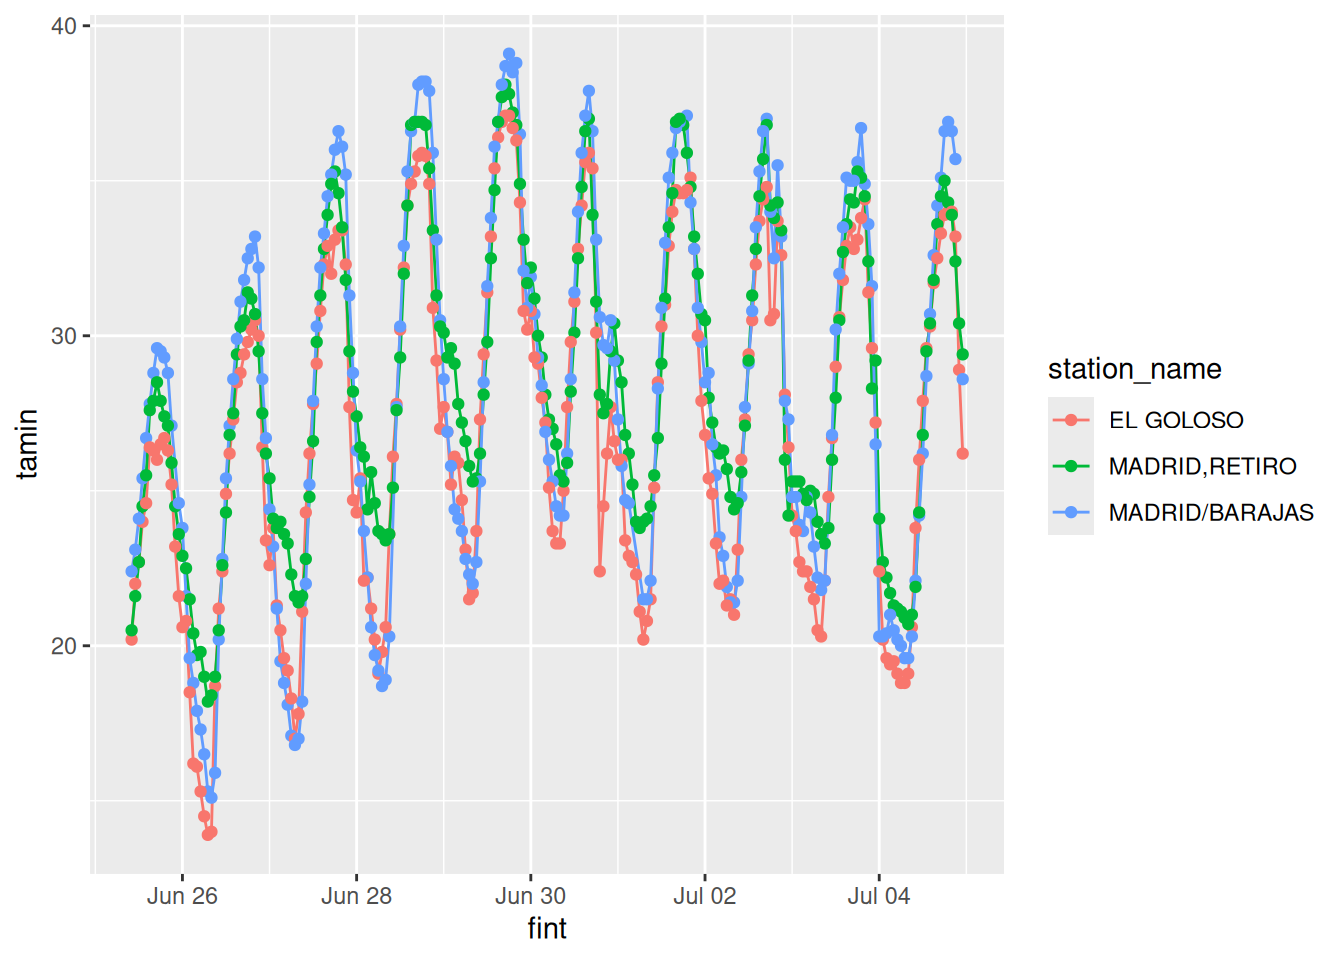 40
30
20
tamin
Jun 26
Jun 28
Jun 30
Jul 02
Jul 04
fint
station_name
EL GOLOSO
MADRID,RETIRO
MADRID/BARAJAS